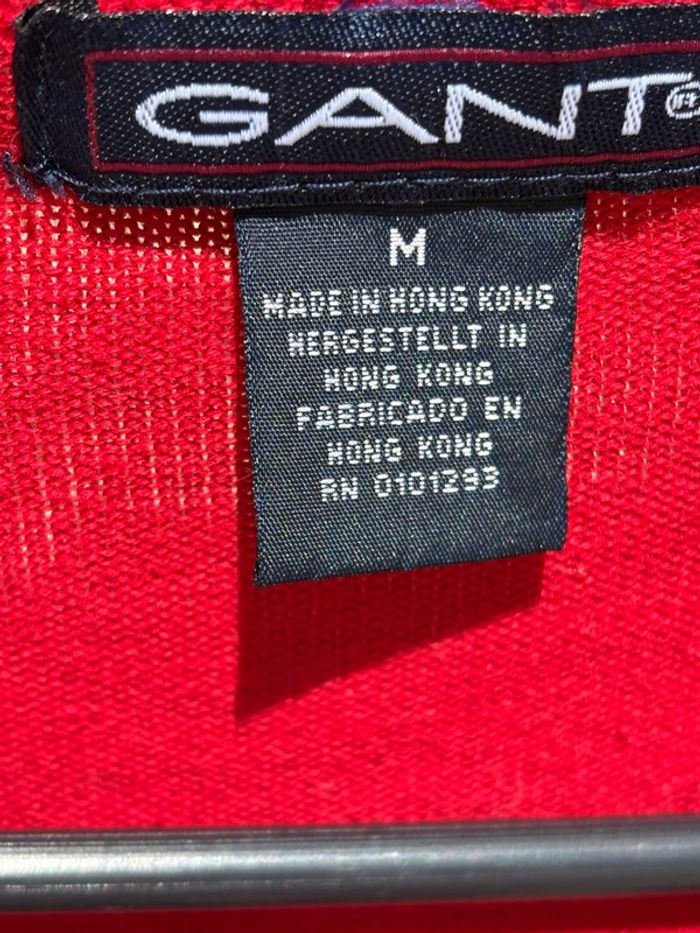 GANT®
M
MADE IN HONG KONG
HERGESTELLT IN
HONG KONG
FABRICADO EN
HONG KONG
RN 0101293